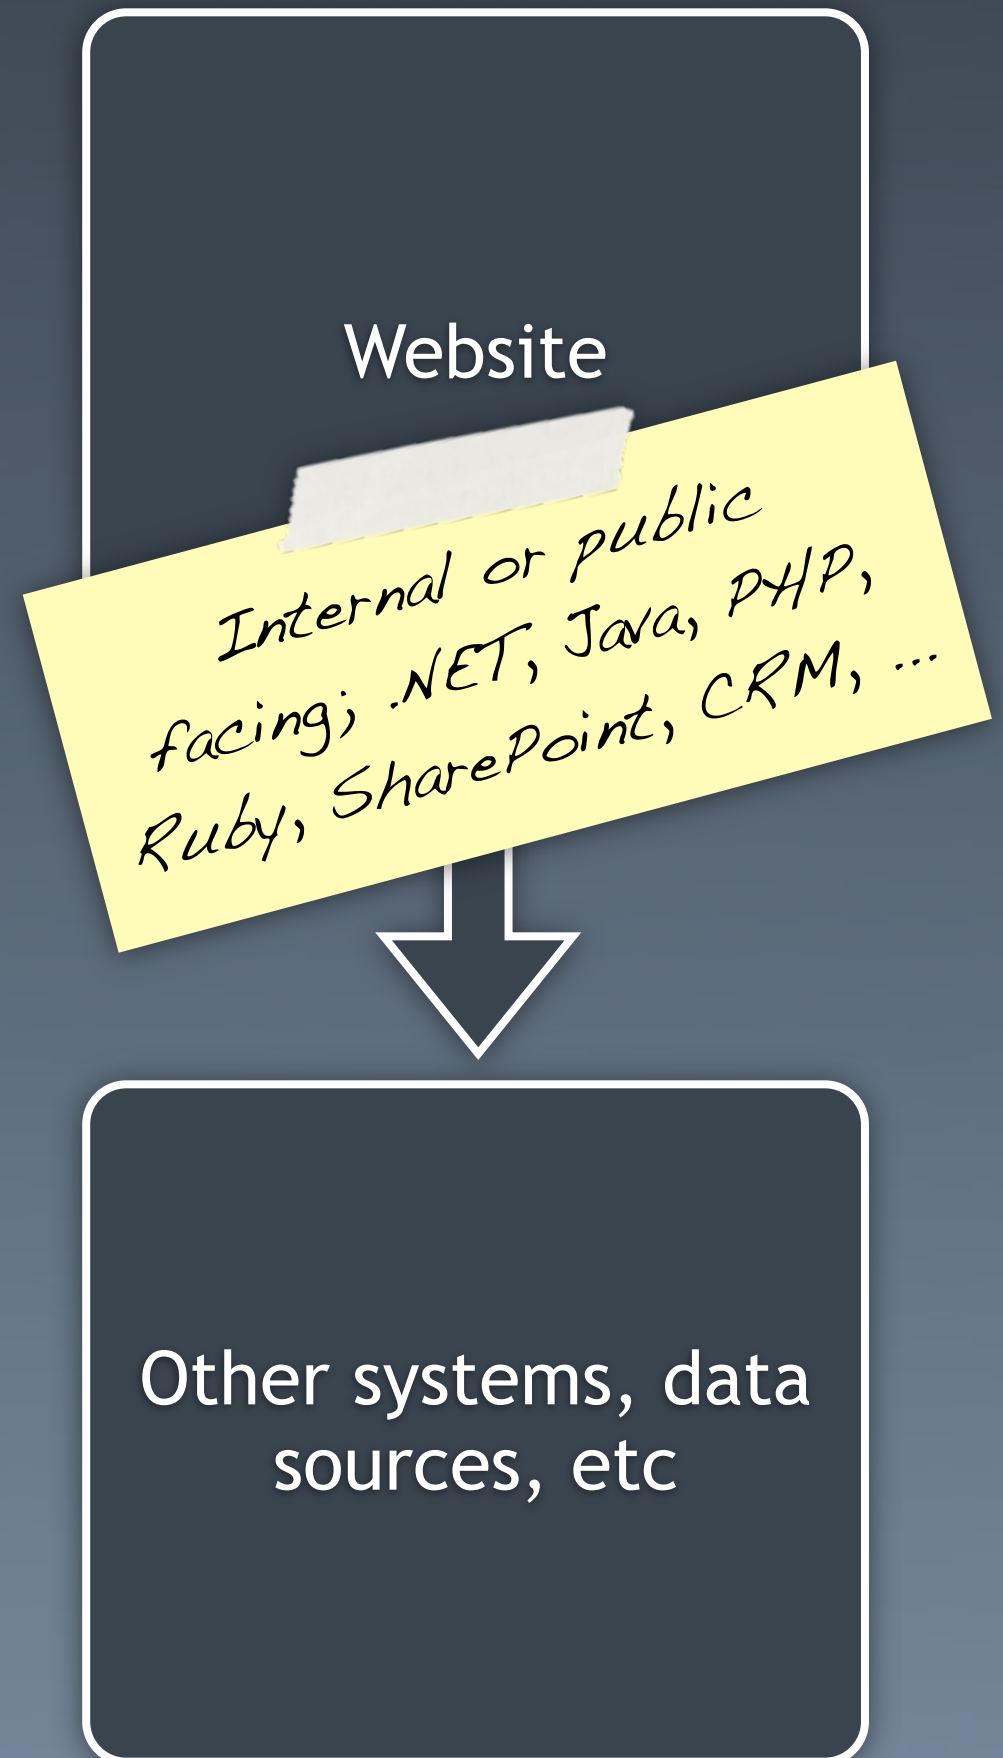 Website
Internal or public
facing; .NET, Java, PHP,
Ruby, SharePoint, CRM, ...
Other systems, data
sources, etc